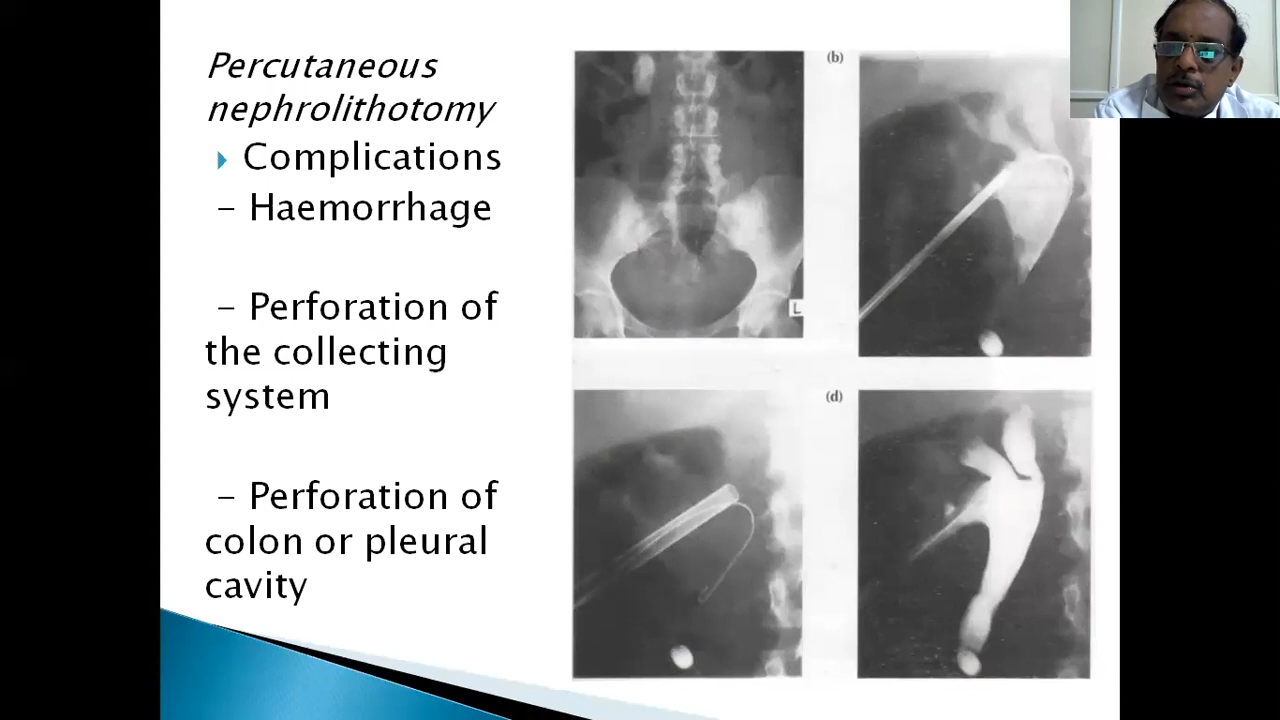 Percutaneous
nephrolithotomy
Complications
– Haemorrhage
– Perforation of
the collecting
system
– Perforation of
colon or pleural
cavity
(b)
L
(d)